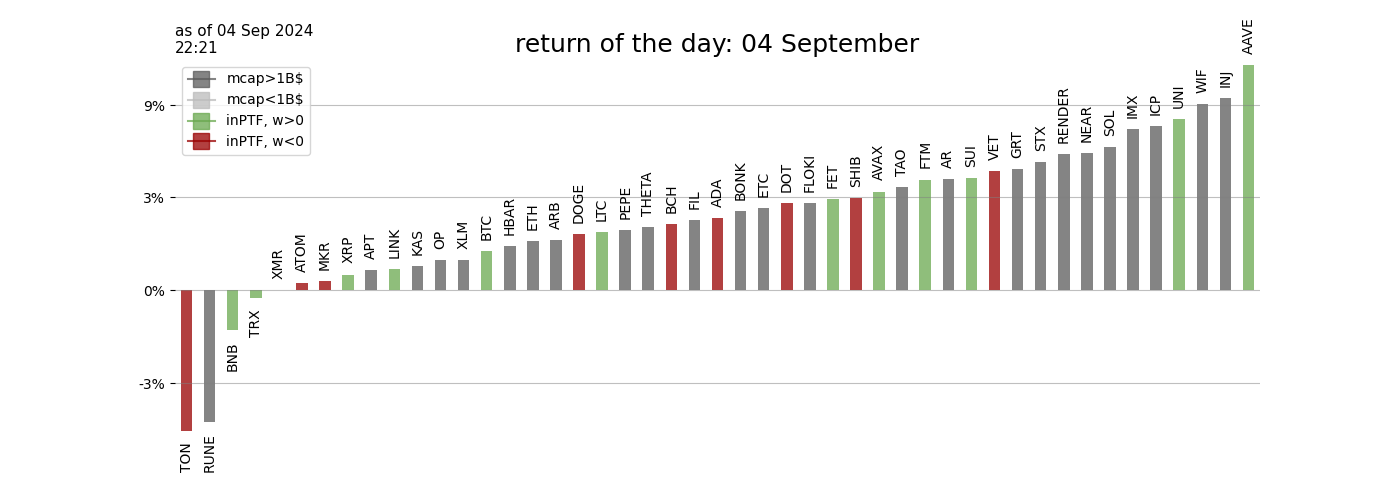 as of 04 Sep 2024
22:21
return of the day: 04 September
mcap>1B$
mcap<1B$
inPTF, w>0
inPTF, w<0
9%
3%
0%
-3%
TON
RUNE
BNB
TRX
XMR
ATOM
MKR
XRP
APT
LINK
KAS
OP
XLM
BTC
HBAR
ETH
ARB
DOGE
LTC
PEPE
THETA
BCH
FIL
ADA
BONK
ETC
DOT
FLOKI
FET
SHIB
AVAX
TAO
FTM
AR
SUI
VET
GRT
STX
RENDER
NEAR
SOL
IMX
ICP
UNI
WIF
INJ
AAVE